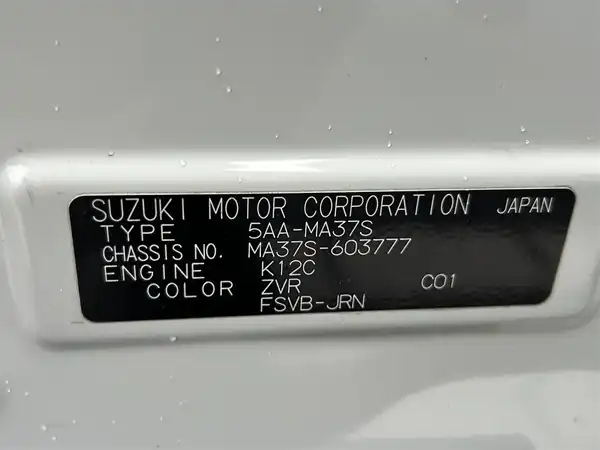 SUZUKI MOTOR CORPORATION JAPAN
TYPE 5AA-MA37S
CHASSIS NO. MA37S-603777
ENGINE K12C
COLOR ZVR C01
FSVB-JRN